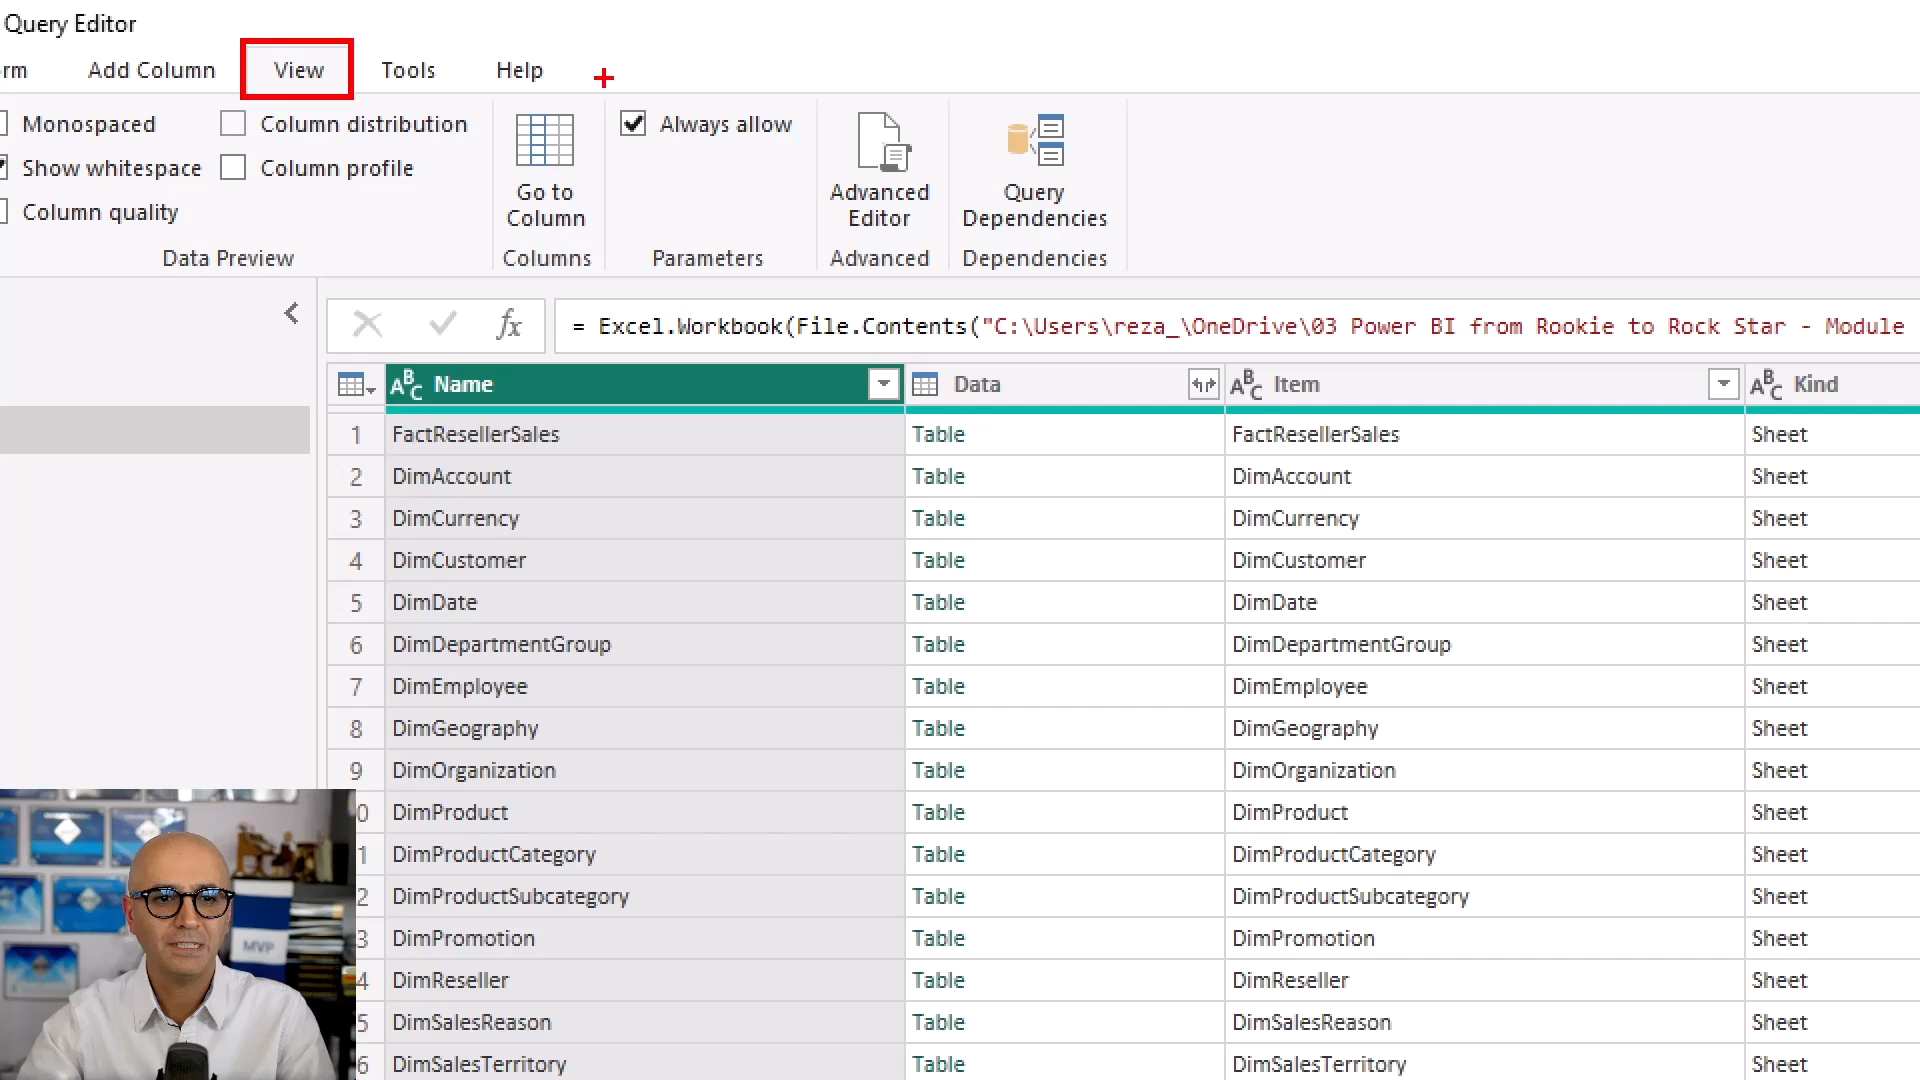 Query Editor
rm Add Column View Tools Help
Monospaced Column distribution Always allow
Show whitespace Column profile
Go to Column Advanced Editor Query Dependencies
Column quality
Data Preview Columns Parameters Advanced Dependencies
fx = Excel.Workbook(File.Contents("C:\Users\reza_\OneDrive\03 Power BI from Rookie to Rock Star - Module
ABC Name Data ABC Item ABC Kind
1 FactResellerSales Table FactResellerSales Sheet
2 DimAccount Table DimAccount Sheet
3 DimCurrency Table DimCurrency Sheet
4 DimCustomer Table DimCustomer Sheet
5 DimDate Table DimDate Sheet
6 DimDepartmentGroup Table DimDepartmentGroup Sheet
7 DimEmployee Table DimEmployee Sheet
8 DimGeography Table DimGeography Sheet
9 DimOrganization Table DimOrganization Sheet
0 DimProduct Table DimProduct Sheet
1 DimProductCategory Table DimProductCategory Sheet
2 DimProductSubcategory Table DimProductSubcategory Sheet
3 DimPromotion Table DimPromotion Sheet
4 DimReseller Table DimReseller Sheet
5 DimSalesReason Table DimSalesReason Sheet
6 DimSalesTerritory Table DimSalesTerritory Sheet
MVP